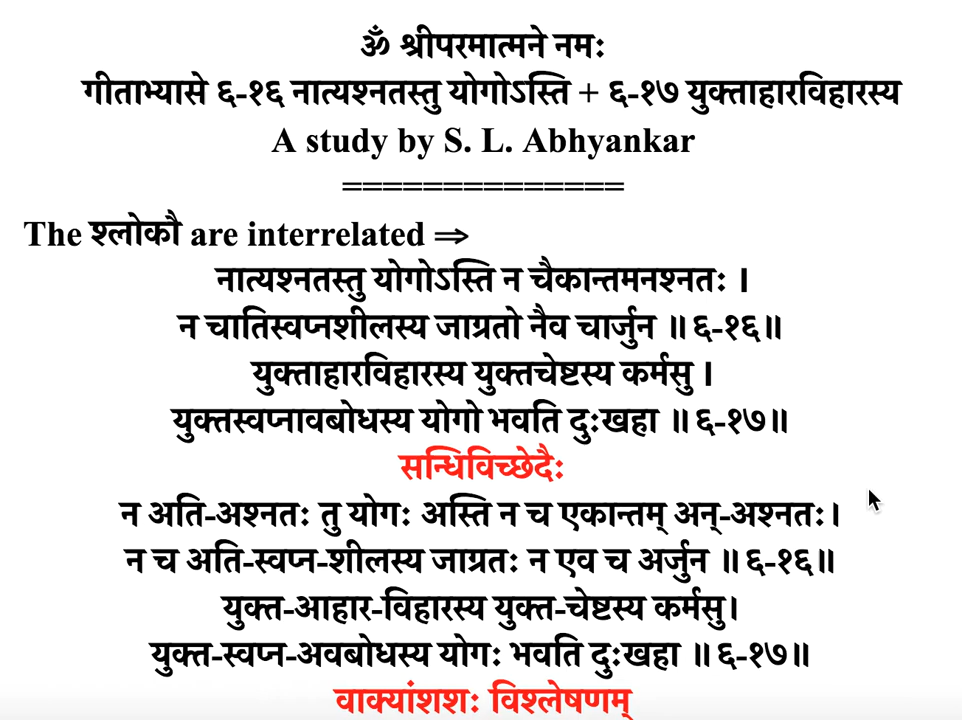 ॐ श्रीपरमात्मने नमः
गीताभ्यासे ६-१६ नात्यश्नतस्तु योगोऽस्ति + ६-१७ युक्ताहारविहारस्य
A study by S. L. Abhyankar
==============
The श्लोकौ are interrelated ⇒
नात्यश्नतस्तु योगोऽस्ति न चैकान्तमनश्नतः ।
न चातिस्वप्नशीलस्य जाग्रतो नैव चार्जुन ॥ ६-१६॥
युक्ताहारविहारस्य युक्तचेष्टस्य कर्मसु ।
युक्तस्वप्नावबोधस्य योगो भवति दुःखहा ॥ ६-१७॥
सन्धिविच्छेदैः
न अति-अश्नतः तु योगः अस्ति न च एकान्तम् अन्-अश्नतः।
न च अति-स्वप्न-शीलस्य जाग्रतः न एव च अर्जुन ॥ ६-१६॥
युक्त-आहार-विहारस्य युक्त-चेष्टस्य कर्मसु।
युक्त-स्वप्न-अवबोधस्य योगः भवति दुःखहा ॥ ६-१७॥
वाक्यांशशः विश्लेषणम्